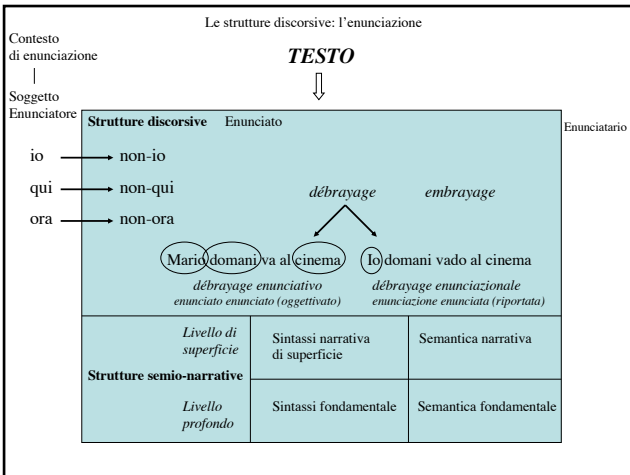 Le strutture discorsive: l'enunciazione
Contesto
di enunciazione
TESTO
Soggetto
Enunciatore
Strutture discorsive Enunciato
Enunciatario
io non-io
qui non-qui
ora non-ora
débrayage embrayage
Mario domani va al cinema Io domani vado al cinema
débrayage enunciativo débrayage enunciazionale
enunciato enunciato (oggettivato) enunciazione enunciata (riportata)
Livello di
superficie
Sintassi narrativa
di superficie
Semantica narrativa
Strutture semio-narrative
Livello
profondo
Sintassi fondamentale
Semantica fondamentale